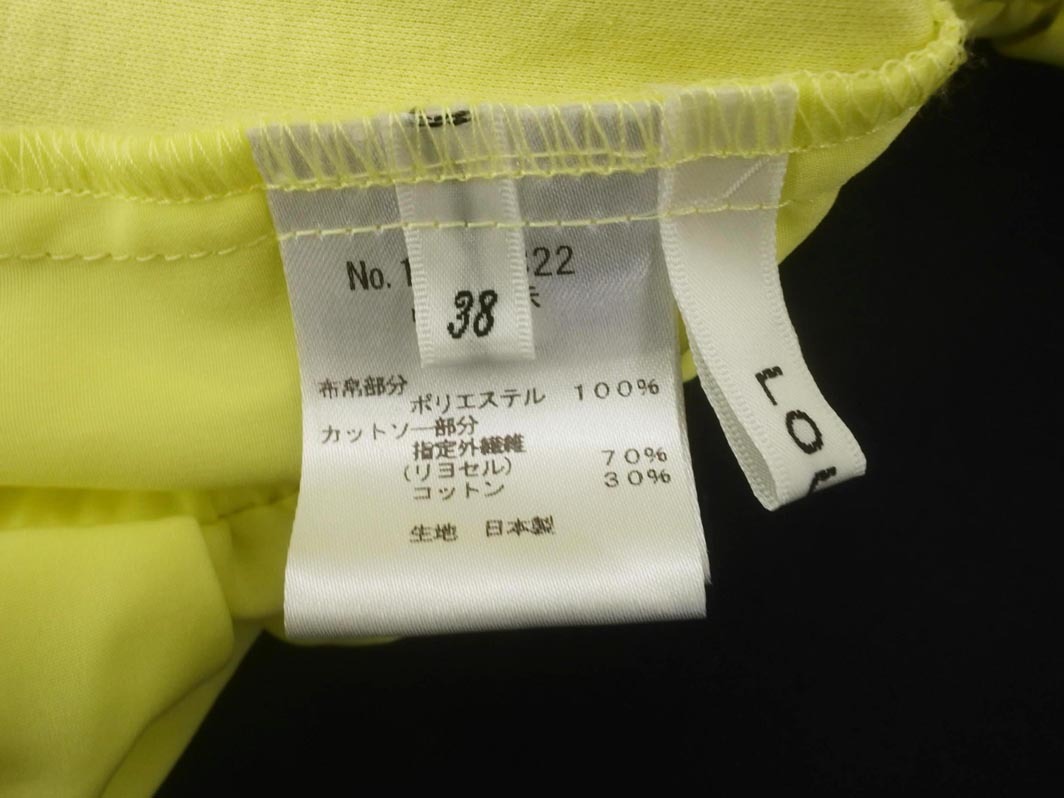 No. 1 322
38
布帛部分
ポリエステル 100%
カットソー部分
指定外繊維 70%
(リヨセル)
コットン 30%
生地 日本製
LOU